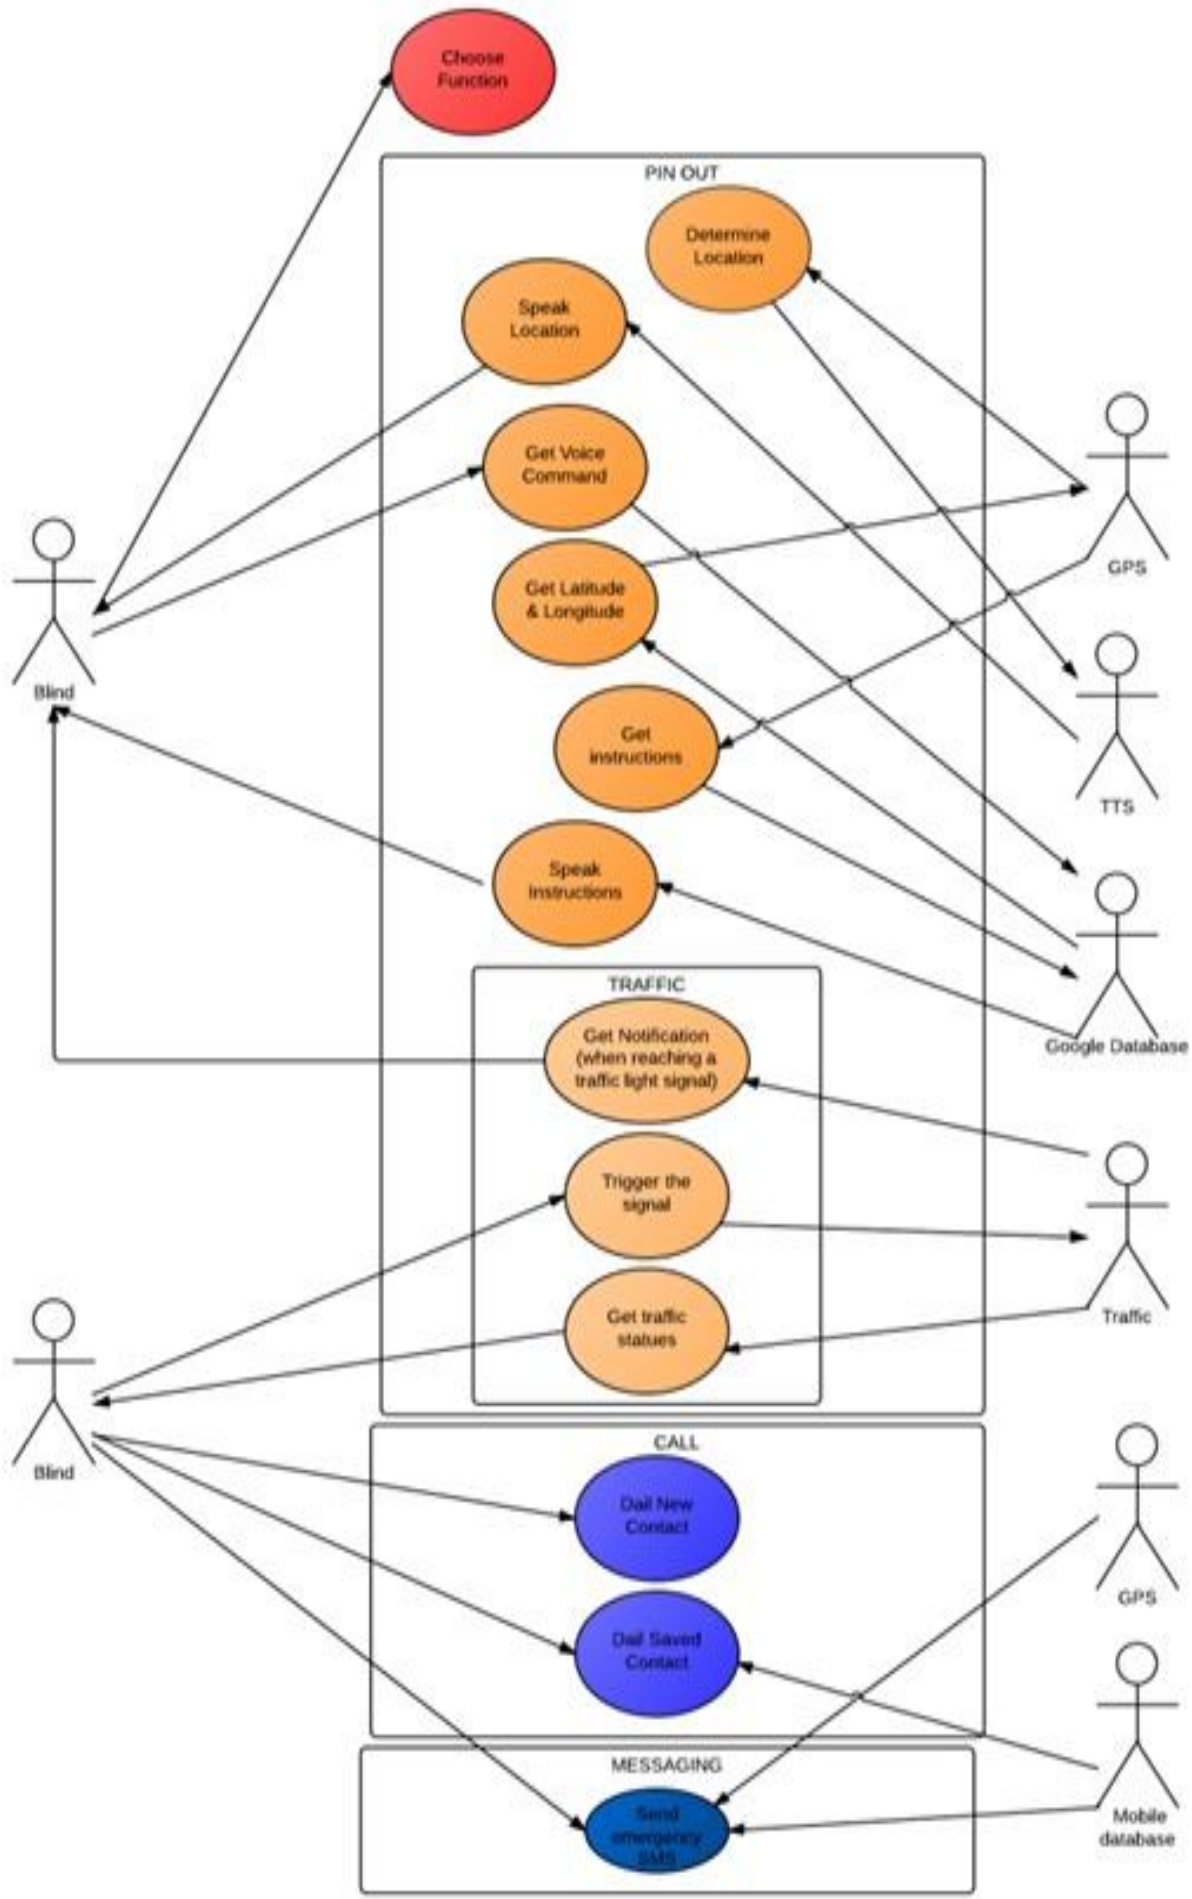 Choose
Function
PIN OUT
Determine
Location
Speak
Location
Get Voice
Command
GPS
Get Latitude
& Longitude
Blind
Get
instructions
TTS
Speak
Instructions
TRAFFIC
Get Notification
(when reaching a
traffic light signal)
Google Database
Trigger the
signal
Get traffic
statues
Traffic
Blind
CALL
Dail New
Contact
GPS
Dail Saved
Contact
MESSAGING
Send
emergency
SMS
Mobile
database